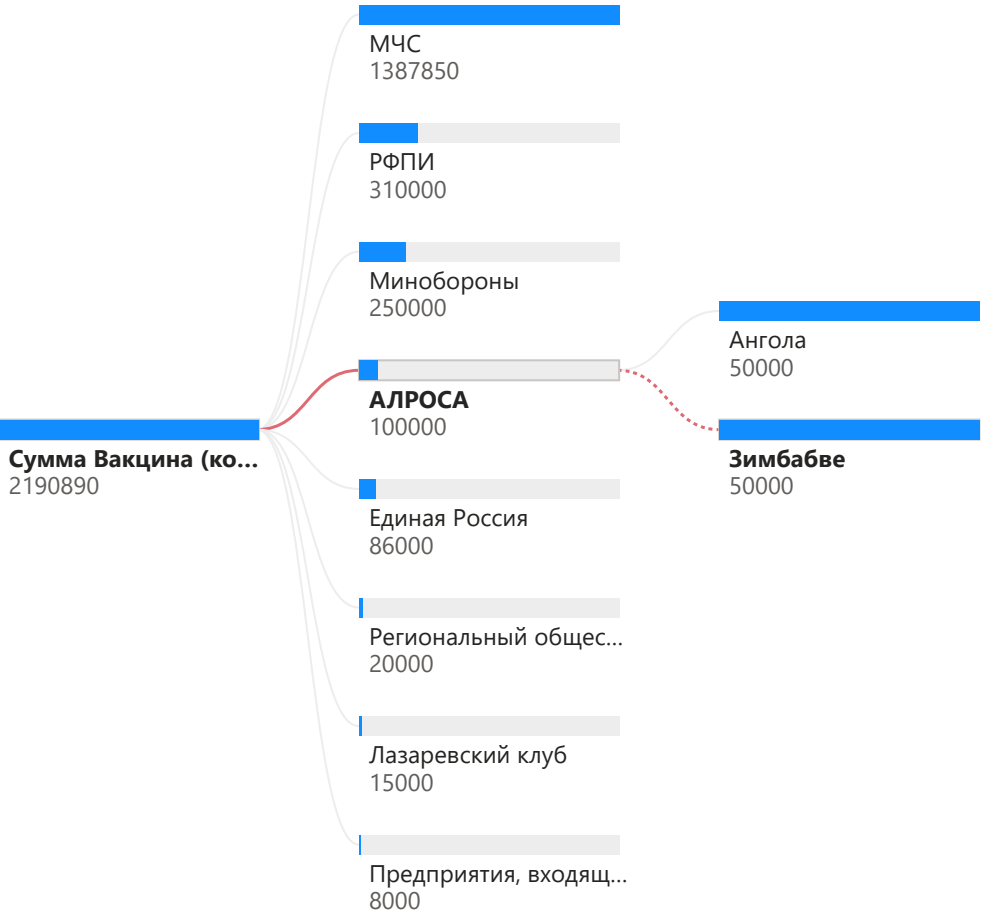 Сумма Вакцина (ко...
2190890
МЧС
1387850
РФПИ
310000
Минобороны
250000
АЛРОСА
100000
Единая Россия
86000
Региональный общес...
20000
Лазаревский клуб
15000
Предприятия, входящ...
8000
Ангола
50000
Зимбабве
50000